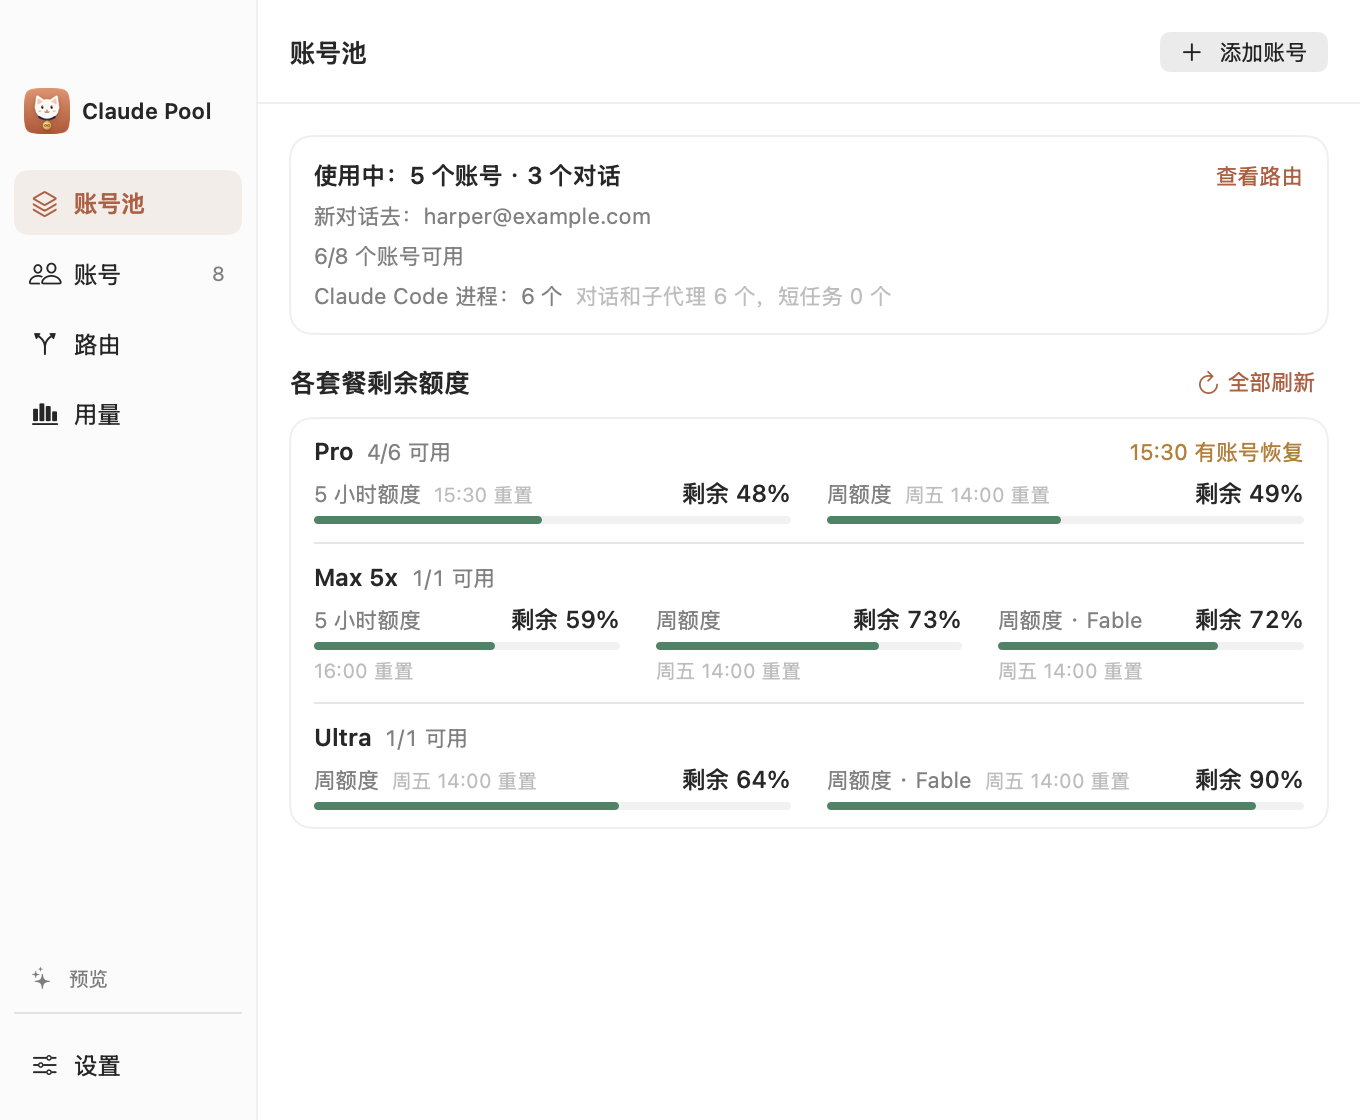 Claude Pool
账号池
账号 8
路由
用量
预览
设置
账号池
添加账号
使用中：5 个账号 · 3 个对话 查看路由
新对话去：harper@example.com
6/8 个账号可用
Claude Code 进程：6 个 对话和子代理 6 个，短任务 0 个
各套餐剩余额度 全部刷新
Pro 4/6 可用 15:30 有账号恢复
5 小时额度 15:30 重置 剩余 48% 周额度 周五 14:00 重置 剩余 49%
Max 5x 1/1 可用
5 小时额度 剩余 59% 周额度 剩余 73% 周额度 · Fable 剩余 72%
16:00 重置 周五 14:00 重置 周五 14:00 重置
Ultra 1/1 可用
周额度 周五 14:00 重置 剩余 64% 周额度 · Fable 周五 14:00 重置 剩余 90%